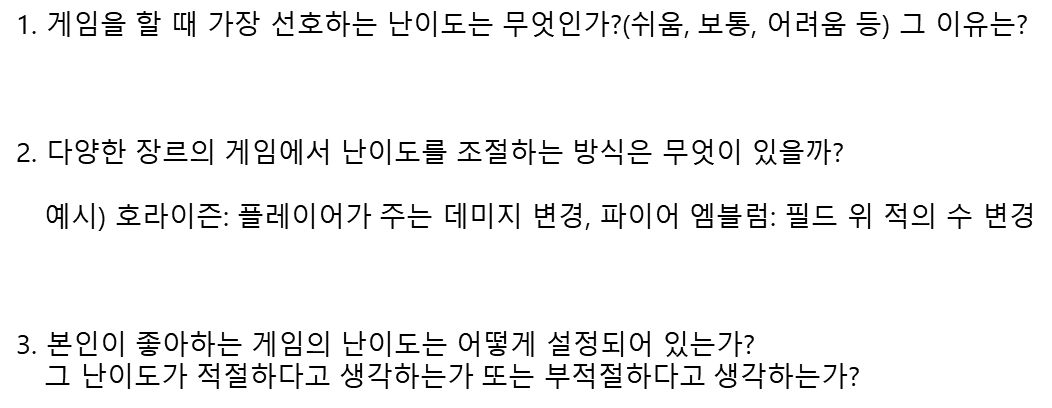 1. 게임을 할 때 가장 선호하는 난이도는 무엇인가?(쉬움, 보통, 어려움 등) 그 이유는?
2. 다양한 장르의 게임에서 난이도를 조절하는 방식은 무엇이 있을까?
예시) 호라이즌: 플레이어가 주는 데미지 변경, 파이어 엠블럼: 필드 위 적의 수 변경
3. 본인이 좋아하는 게임의 난이도는 어떻게 설정되어 있는가?
그 난이도가 적절하다고 생각하는가 또는 부적절하다고 생각하는가?